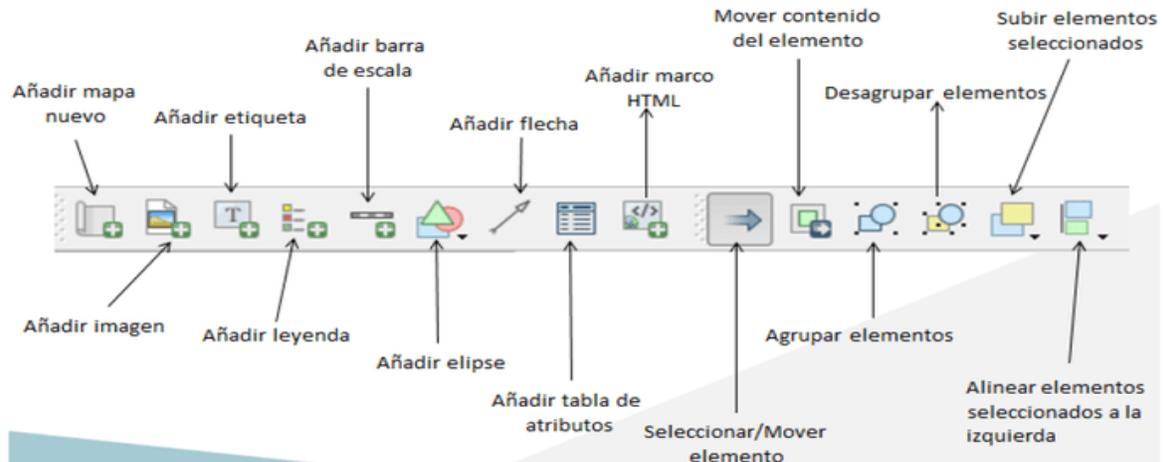 Mover contenido
del elemento
Subir elementos
seleccionados
Añadir barra
de escala
Añadir marco
HTML
Añadir mapa
nuevo
Añadir etiqueta
Añadir flecha
Desagrupar elementos
T
</>
Añadir imagen
Añadir leyenda
Añadir elipse
Añadir tabla de
atributos
Seleccionar/Mover
elemento
Agrupar elementos
Alinear elementos
seleccionados a la
izquierda